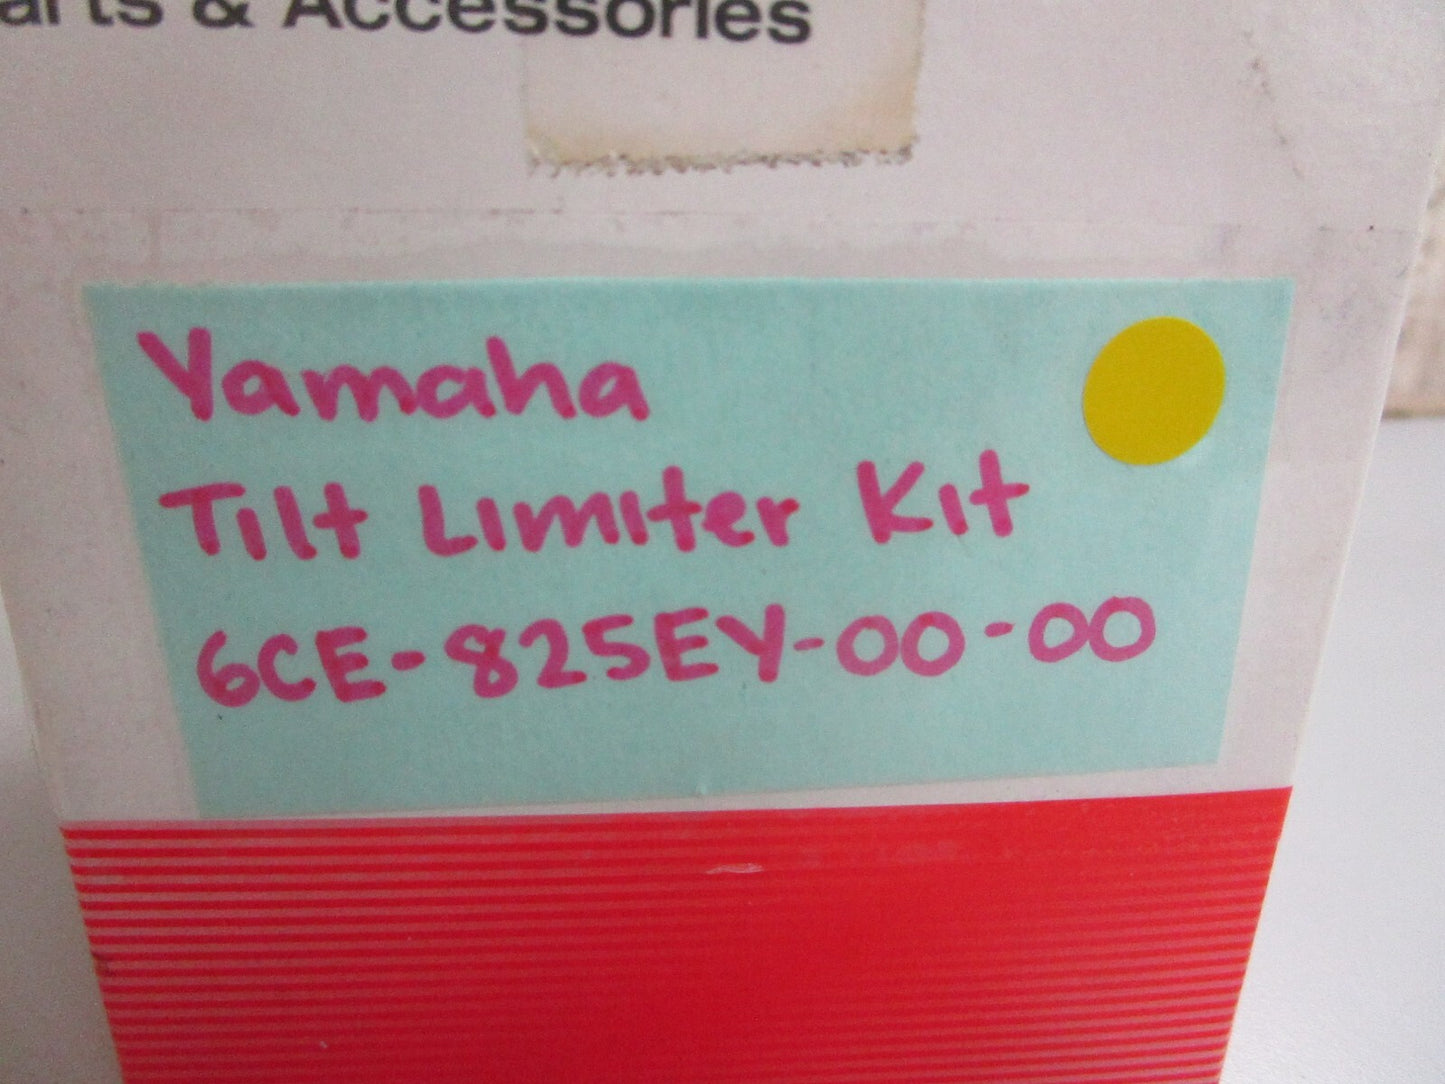 arts & Accessories
Yamaha
Tilt Limiter Kit
6CE-825EY-00-00